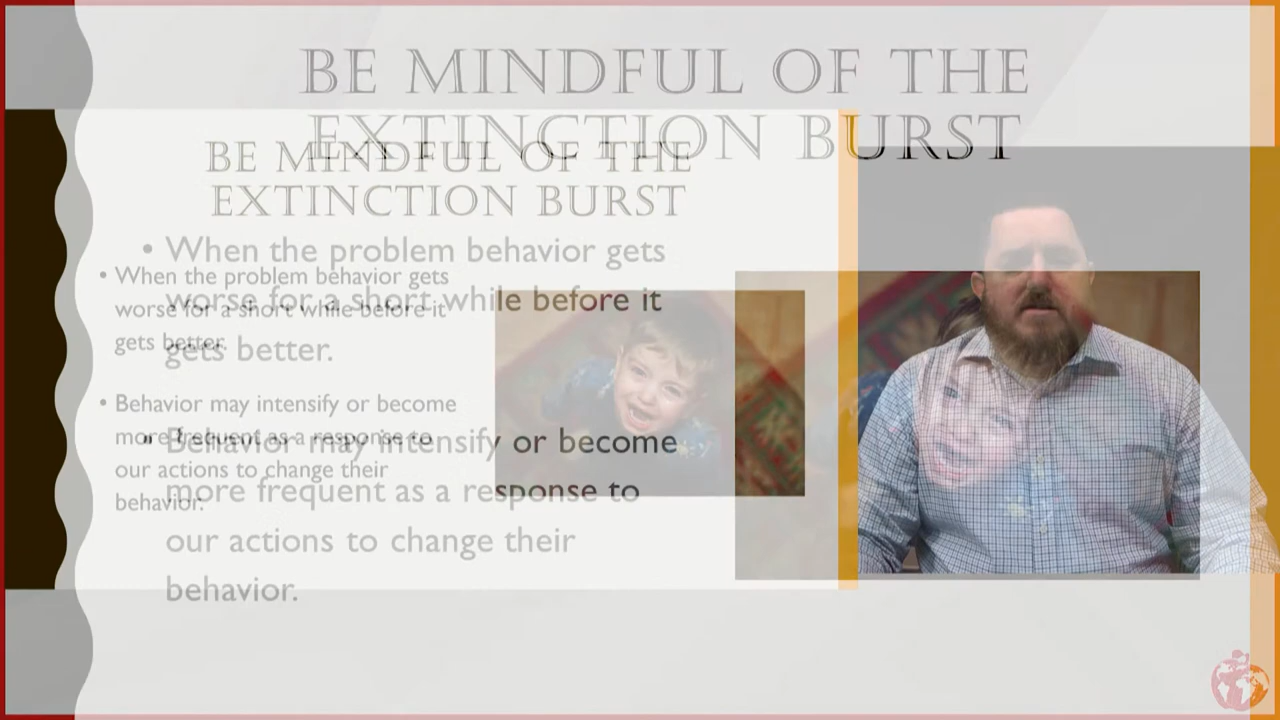 BE MINDFUL OF THE
EXTINCTION BURST
• When the problem behavior gets
worse for a short while before it
gets better.
• Behavior may intensify or become
more frequent as a response to
our actions to change their
behavior.
BE MINDFUL OF THE
EXTINCTION BURST
• When the problem behavior gets
worse for a short while before it
gets better.
• Behavior may intensify or become
more frequent as a response to
our actions to change their
behavior.